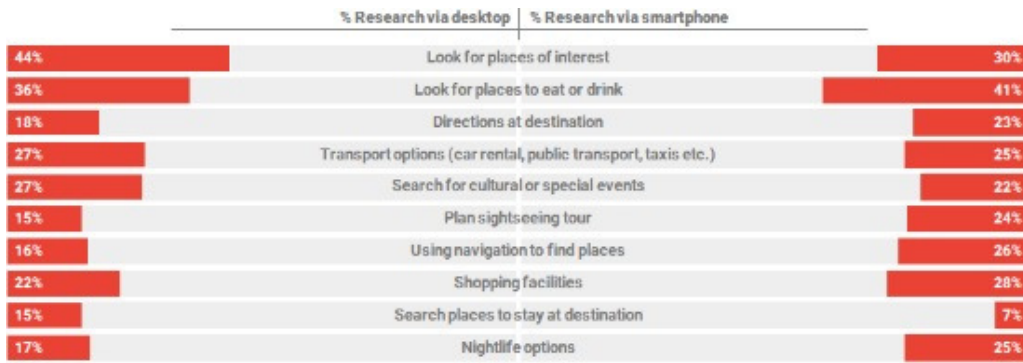 % Research via desktop % Research via smartphone
44% Look for places of interest 30%
36% Look for places to eat or drink 41%
18% Directions at destination 23%
27% Transport options (car rental, public transport, taxis etc.) 25%
27% Search for cultural or special events 22%
15% Plan sightseeing tour 24%
16% Using navigation to find places 26%
22% Shopping facilities 28%
15% Search places to stay at destination 7%
17% Nightlife options 25%